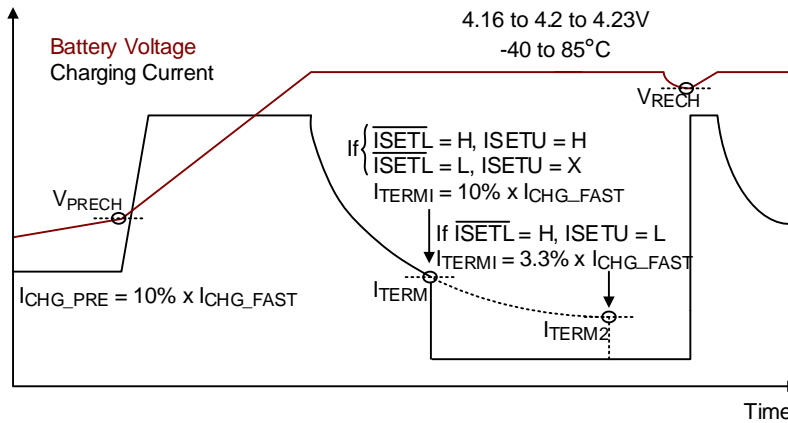 4.16 to 4.2 to 4.23V
-40 to 85°C
Battery Voltage
Charging Current
VRECH
If { ISETL = H, ISETU = H
ISETL = L, ISETU = X
ITERMI = 10% x ICHG_FAST
VPRECH
If ISETL = H, ISETU = L
ITERMI = 3.3% x ICHG_FAST
ICHG_PRE = 10% x ICHG_FAST
ITERM
ITERM2
Time